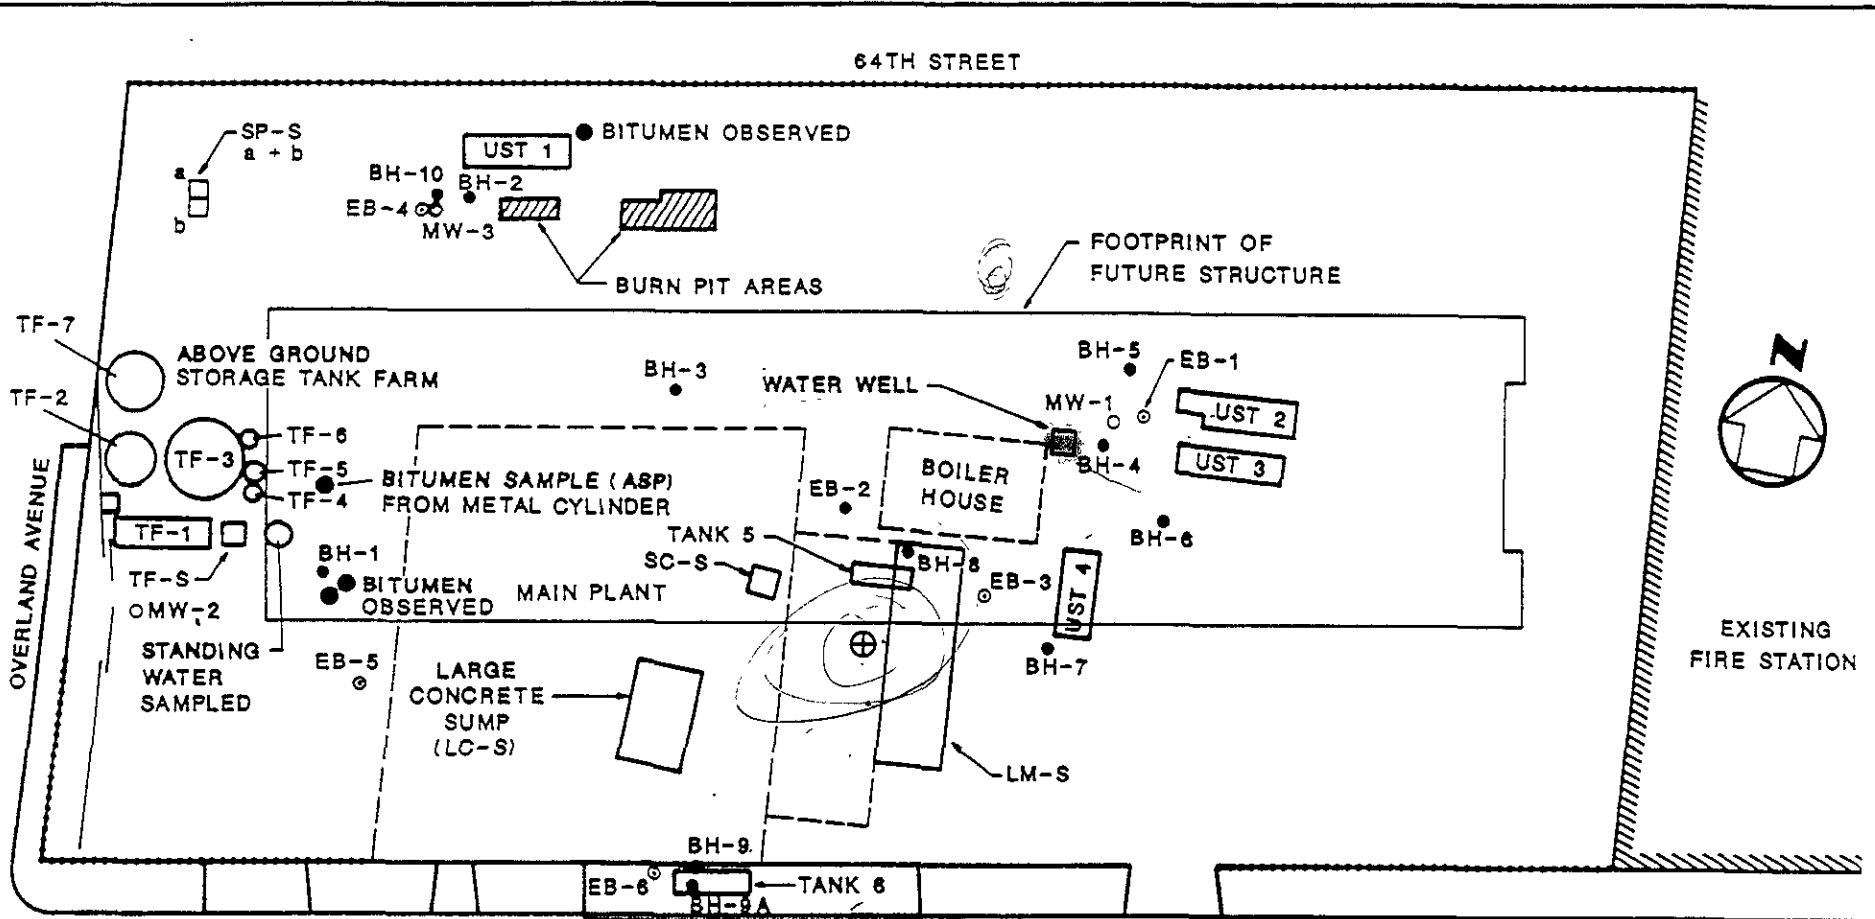 64TH STREET
SP-S
a + b
a
b
UST 1
BITUMEN OBSERVED
BH-10
BH-2
EB-4
MW-3
BURN PIT AREAS
FOOTPRINT OF
FUTURE STRUCTURE
TF-7
ABOVE GROUND
STORAGE TANK FARM
TF-2
TF-3
TF-6
TF-5
TF-4
BITUMEN SAMPLE (ASP)
FROM METAL CYLINDER
BH-3
WATER WELL
BH-5
EB-1
MW-1
UST 2
UST 3
BH-4
BOILER
HOUSE
EB-2
BH-6
TANK 5
SC-S
BH-8
EB-3
UST 4
BH-7
TF-1
TF-S
BH-1
BITUMEN
OBSERVED
MAIN PLANT
MW-2
OVERLAND AVENUE
STANDING
WATER
SAMPLED
EB-5
LARGE
CONCRETE
SUMP
(LC-S)
LM-S
Z
EXISTING
FIRE STATION
BH-9
EB-6
TANK 6
BH-9A